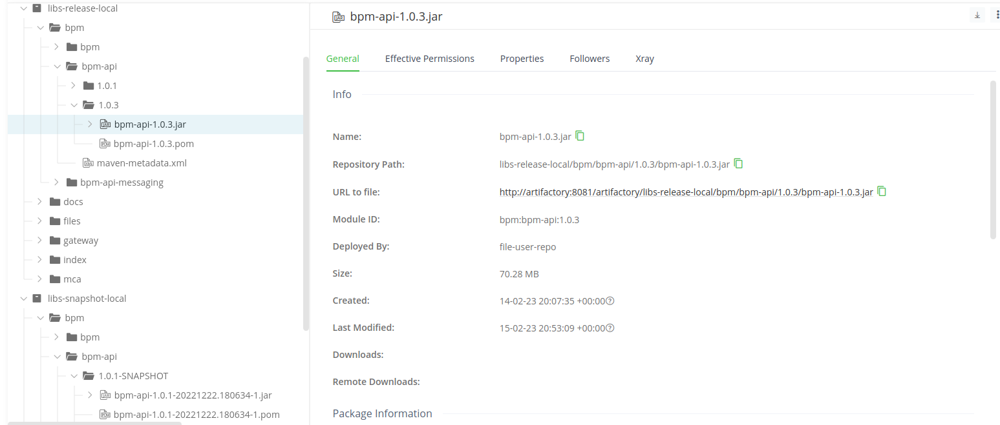 libs-release-local
bpm
bpm
bpm-api
1.0.1
1.0.3
bpm-api-1.0.3.jar
bpm-api-1.0.3.pom
maven-metadata.xml
bpm-api-messaging
docs
files
gateway
index
mca
libs-snapshot-local
bpm
bpm
bpm-api
1.0.1-SNAPSHOT
bpm-api-1.0.1-20221222.180634-1.jar
bpm-api-1.0.1-20221222.180634-1.pom
bpm-api-1.0.3.jar
General Effective Permissions Properties Followers Xray
Info
Name: bpm-api-1.0.3.jar
Repository Path: libs-release-local/bpm/bpm-api/1.0.3/bpm-api-1.0.3.jar
URL to file: http://artifactory:8081/artifactory/libs-release-local/bpm/bpm-api/1.0.3/bpm-api-1.0.3.jar
Module ID: bpm:bpm-api:1.0.3
Deployed By: file-user-repo
Size: 70.28 MB
Created: 14-02-23 20:07:35 +00:00
Last Modified: 15-02-23 20:53:09 +00:00
Downloads:
Remote Downloads:
Package Information